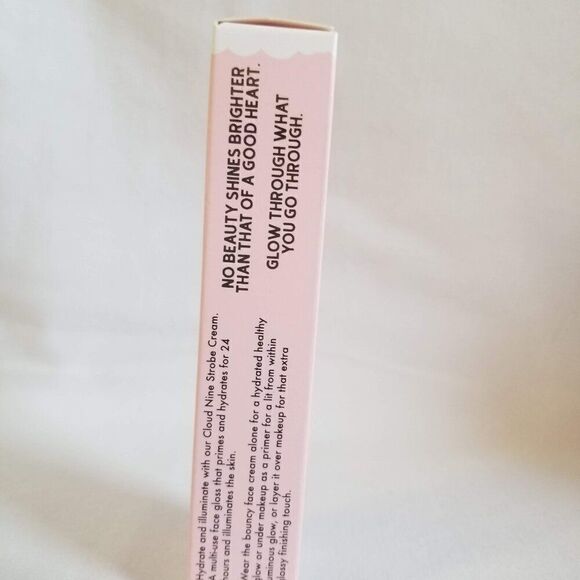 NO BEAUTY SHINES BRIGHTER
THAN THAT OF A GOOD HEART.
GLOW THROUGH WHAT
YOU GO THROUGH.
Hydrate and illuminate with our Cloud Nine Strobe Cream.
A multi-use face gloss that primes and hydrates for 24
hours and illuminates the skin.
Wear the bouncy face cream alone for a hydrated healthy
glow or under makeup as a primer for a lit from within
luminous glow, or layer it over makeup for that extra
glassy finishing touch.